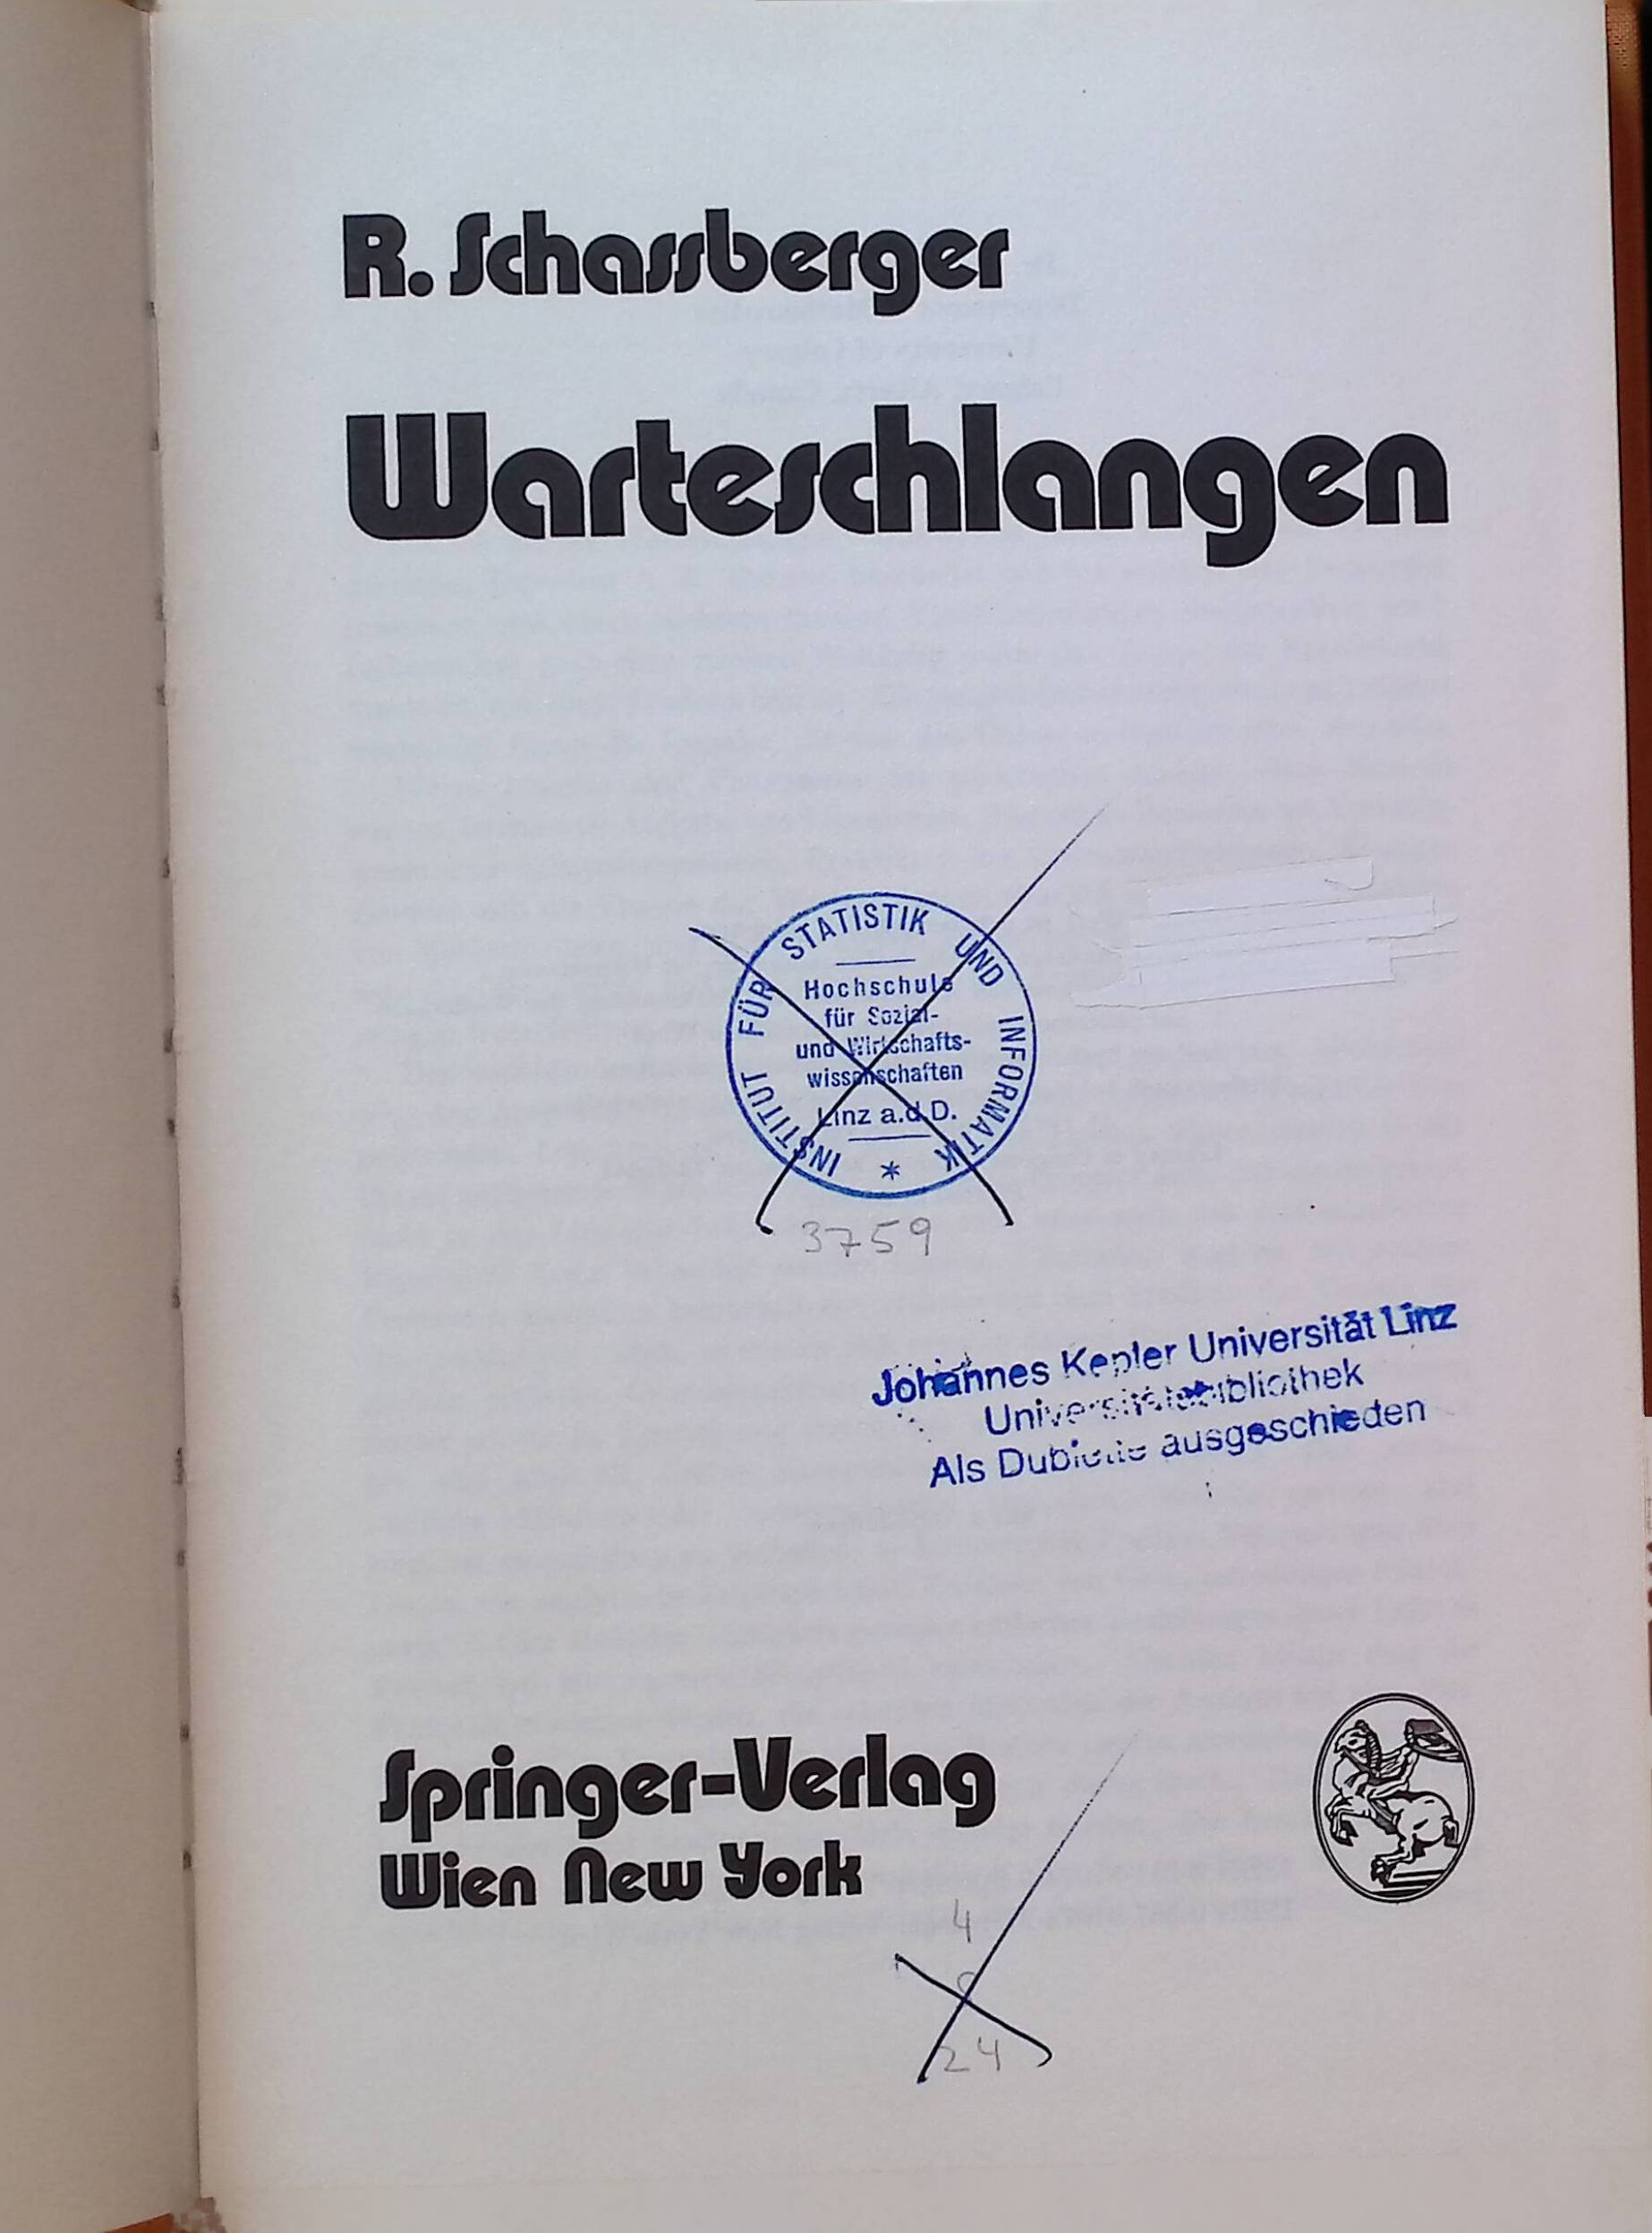 R. Schassberger
Warteschlangen
INSTITUT FÜR STATISTIK UND INFORMATIK *
Hochschule
für Sozial-
und Wirtschafts-
wissenschaften
Linz a.d.D.
3759
Johannes Kepler Universität Linz
Universitätsbibliothek
Als Dublette ausgeschieden
Springer-Verlag
Wien New York
4
24